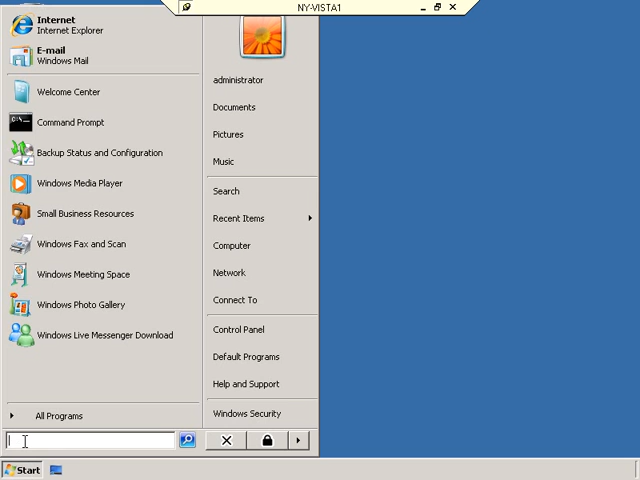 NY-VISTA1
Internet
Internet Explorer
E-mail
Windows Mail
Welcome Center
Command Prompt
Backup Status and Configuration
Windows Media Player
Small Business Resources
Windows Fax and Scan
Windows Meeting Space
Windows Photo Gallery
Windows Live Messenger Download
All Programs
administrator
Documents
Pictures
Music
Search
Recent Items
Computer
Network
Connect To
Control Panel
Default Programs
Help and Support
Windows Security
Start